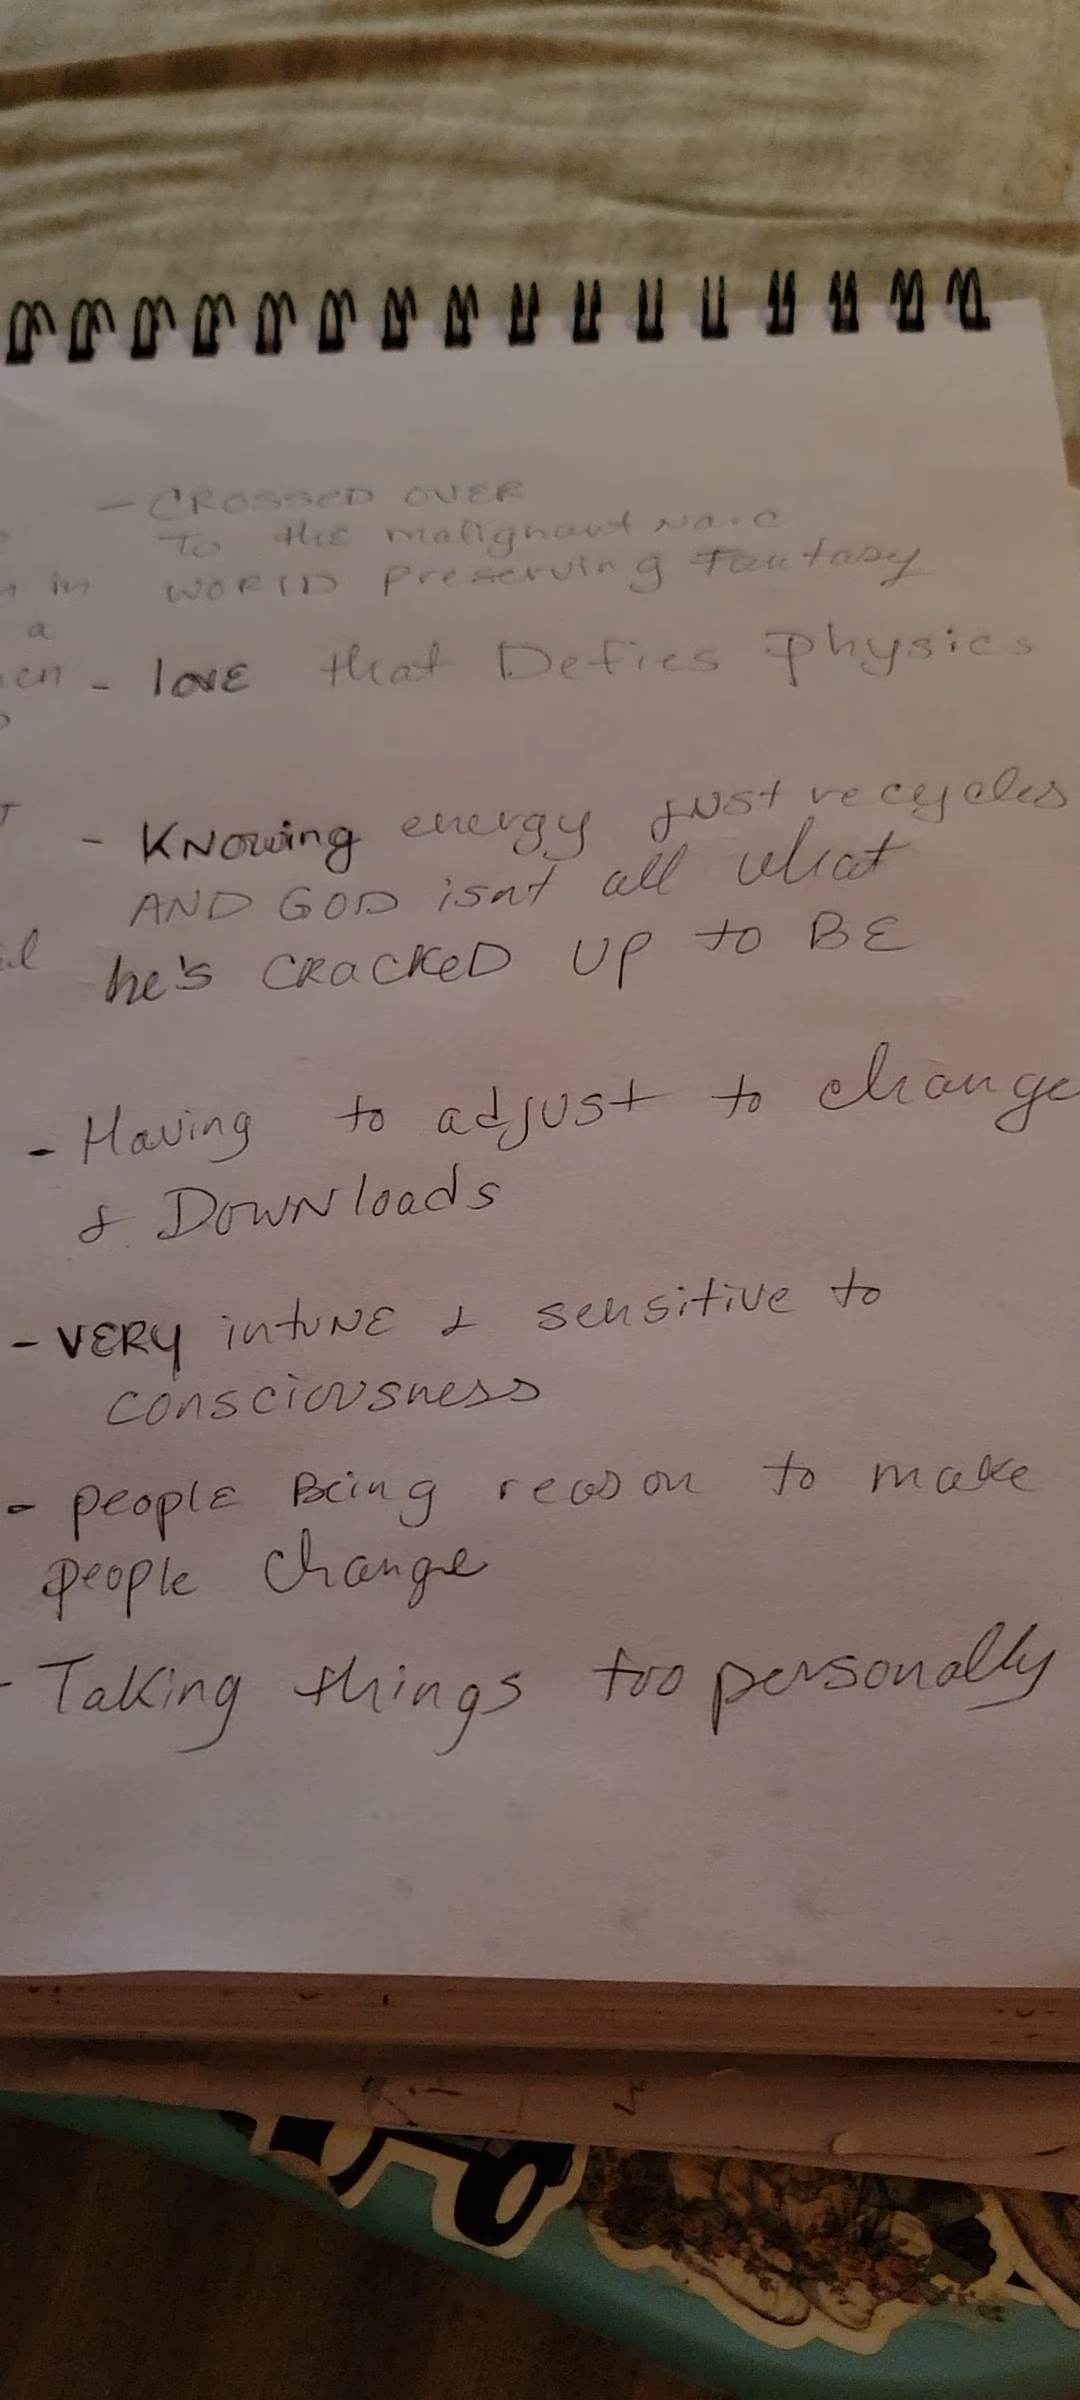 - CROSSED OVER
To the malignant Narc
in WORLD Preserving Fantasy
a
- love that Defies Physics
- Knowing energy just recycles
AND GOD isnt all what
he's CRACKED UP to BE
- Having to adjust to change
& Downloads
- VERY intune & sensitive to
consciousness
- people Being reason to make
people change
- Taking things too personally